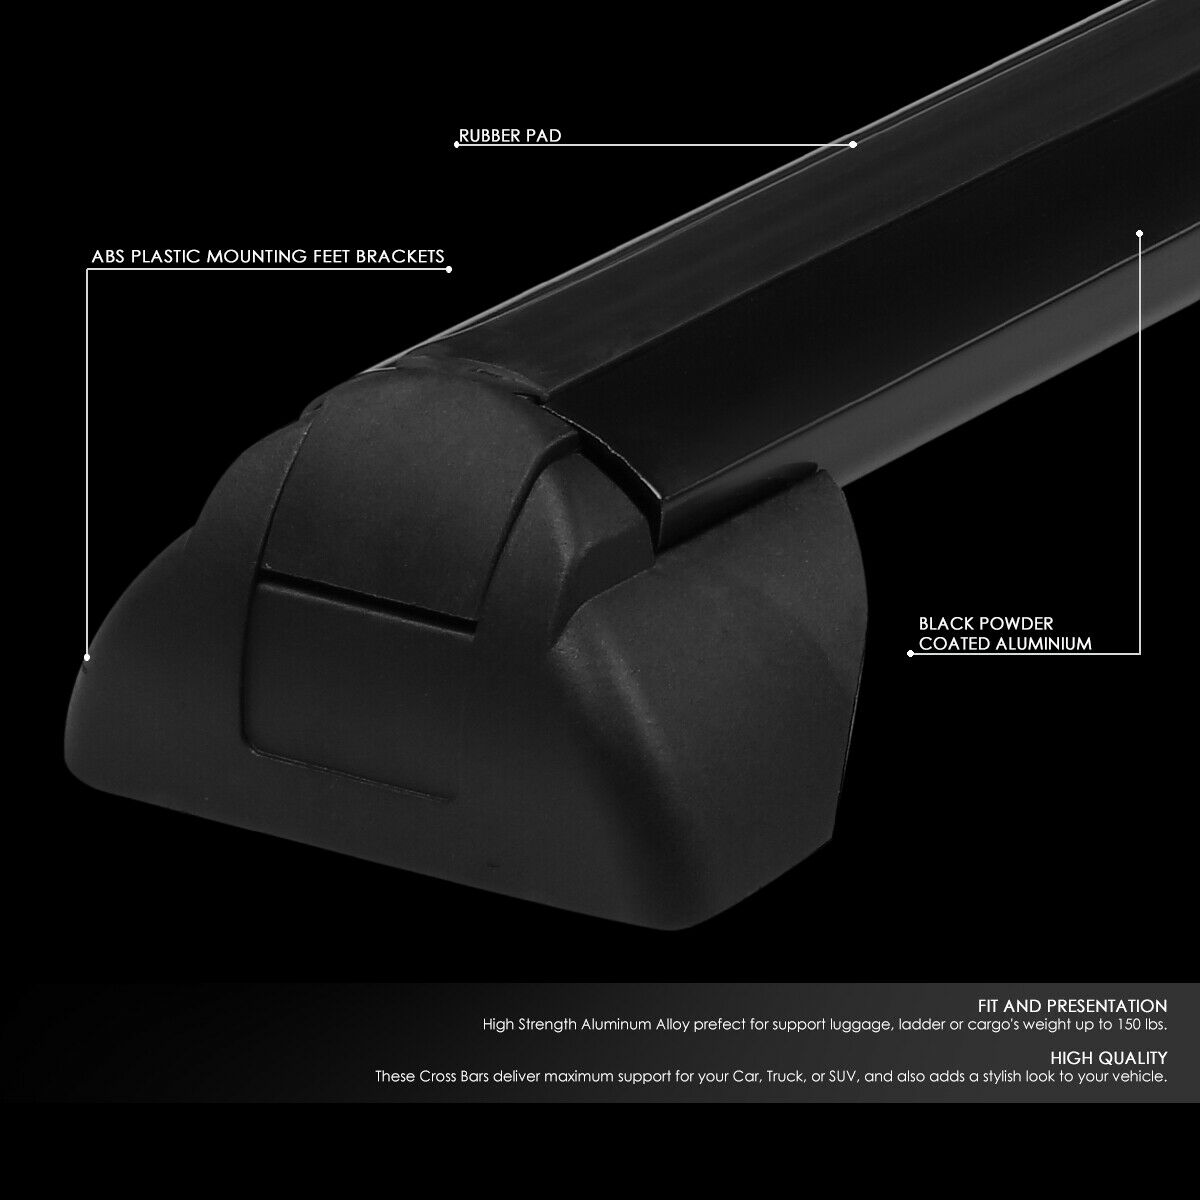 RUBBER PAD
ABS PLASTIC MOUNTING FEET BRACKETS
BLACK POWDER
COATED ALUMINIUM
FIT AND PRESENTATION
High Strength Aluminum Alloy prefect for support luggage, ladder or cargo's weight up to 150 lbs.
HIGH QUALITY
These Cross Bars deliver maximum support for your Car, Truck, or SUV, and also adds a stylish look to your vehicle.